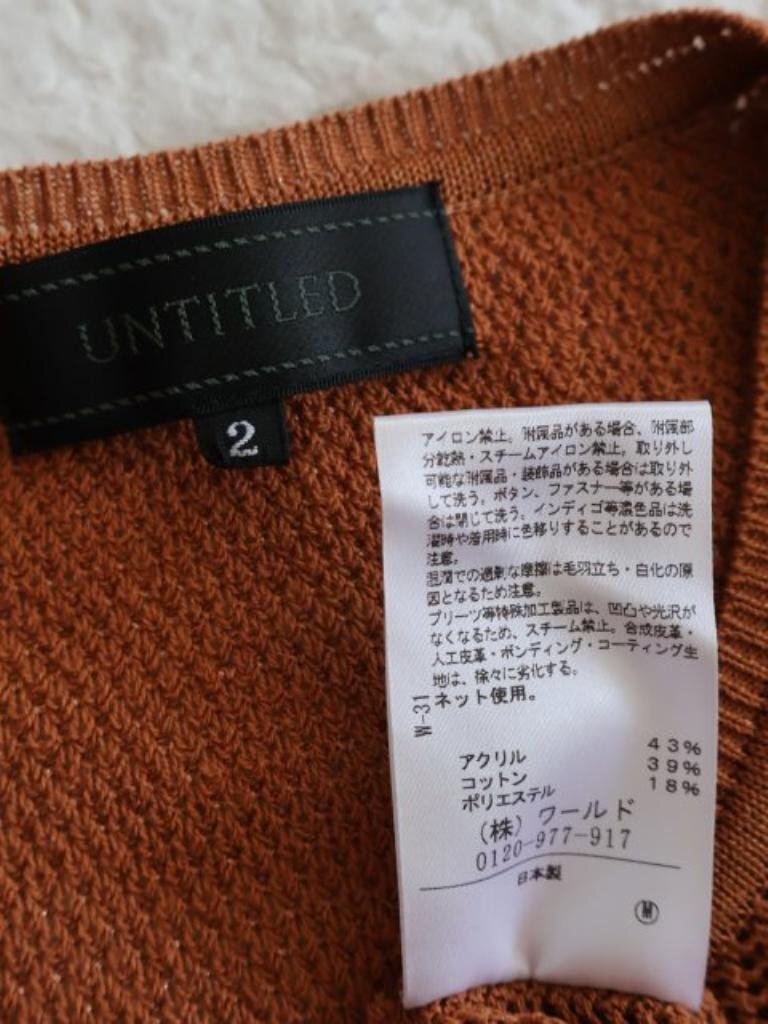 UNTITLED
2
アイロン禁止。附属品がある場合、附属部
分乾熱・スチームアイロン禁止。取り外し
可能な附属品・装飾品がある場合は取り外
して洗う。ボタン、ファスナー等がある場
合は閉じて洗う。インディゴ等濃色品は洗
濯時や着用時に色移りすることがあるので
注意。
湿潤での過剰な摩擦は毛羽立ち・白化の原
因となるため注意。
プリーツ等特殊加工製品は、凹凸や光沢が
なくなるため、スチーム禁止。合成皮革・
人工皮革・ボンディング・コーティング生
地は、徐々に劣化する。
ネット使用。
W-31
アクリル 43%
コットン 39%
ポリエステル 18%
(株) ワールド
0120-977-917
日本製
M